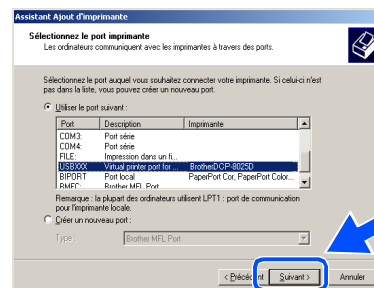 Assistant Ajout d'imprimante
Sélectionnez le port imprimante
Les ordinateurs communiquent avec les imprimantes à travers des ports.
Sélectionnez le port auquel vous souhaitez connecter votre imprimante. Si celui-ci n'est
pas dans la liste, vous pouvez créer un nouveau port.
Utiliser le port suivant :
Port Description Imprimante
COM3: Port série
COM4: Port série
FILE: Impression dans un fi...
USBXXX Virtual printer port for ... BrotherDCP-8025D
BIPORT Port local PaperPort Cor, PaperPort Color...
BMFC: Brother MFL Port
Remarque : la plupart des ordinateurs utilisent LPT1 : port de communication
pour l'imprimante locale.
Créer un nouveau port :
Type : Brother MFL Port
< Précédent Suivant > Annuler